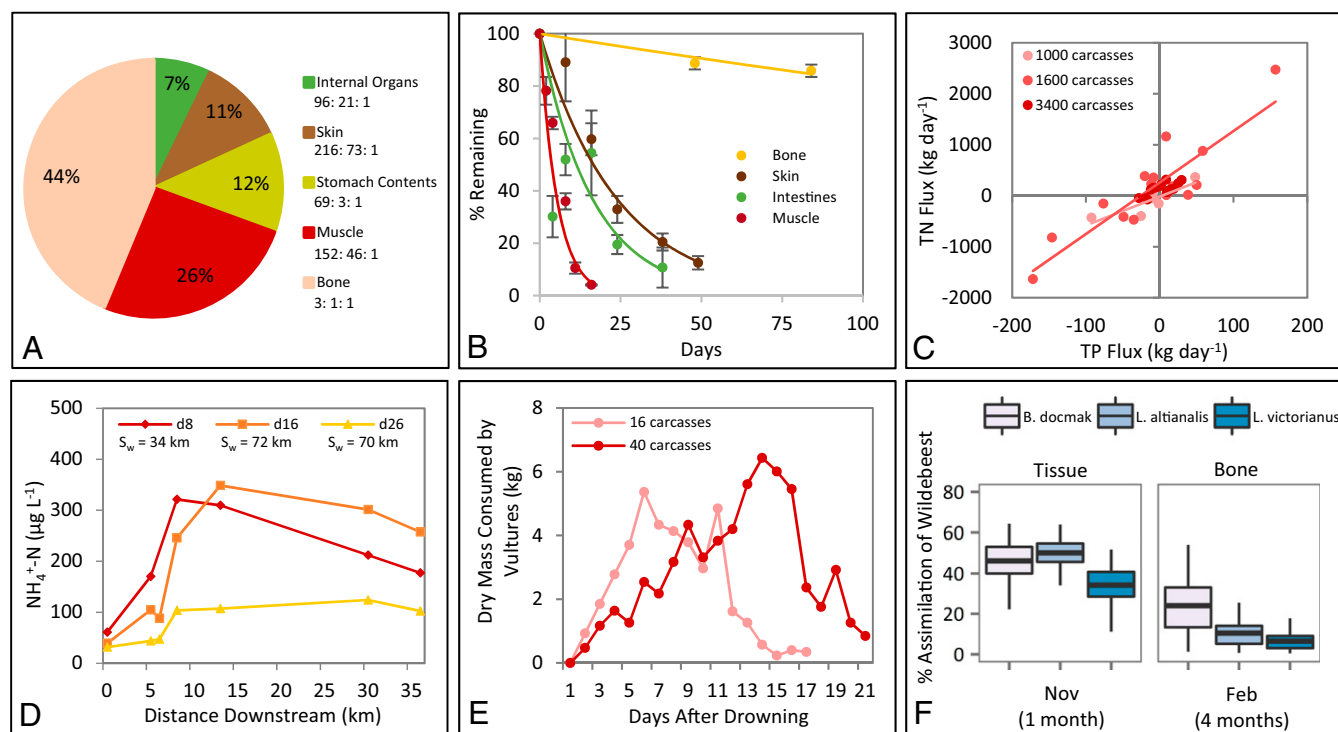 7%
11%
12%
26%
44%
Internal Organs
96: 21: 1
Skin
216: 73: 1
Stomach Contents
69: 3: 1
Muscle
152: 46: 1
Bone
3: 1: 1
A
100
80
60
40
20
0
% Remaining
Bone
Skin
Intestines
Muscle
0 25 50 75 100
Days
B
3000
2000
1000
0
-1000
-2000
TN Flux (kg day⁻¹)
1000 carcasses
1600 carcasses
3400 carcasses
-200 -100 0 100 200
TP Flux (kg day⁻¹)
C
500
400
300
200
100
0
NH₄⁺-N (µg L⁻¹)
d8 d16 d26
Sw = 34 km Sw = 72 km Sw = 70 km
0 5 10 15 20 25 30 35
Distance Downstream (km)
D
8
6
4
2
0
Dry Mass Consumed by
Vultures (kg)
16 carcasses
40 carcasses
1 3 5 7 9 11 13 15 17 19 21
Days After Drowning
E
B. docmak L. altianalis L. victorianus
Tissue Bone
% Assimilation of Wildebeest
80
60
40
20
0
Nov Feb
(1 month) (4 months)
F